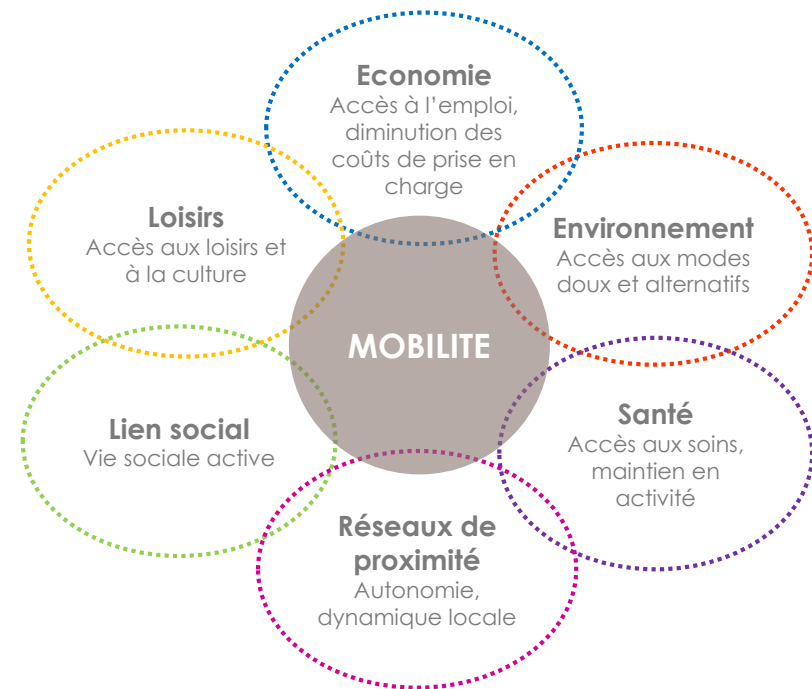 Economie
Accès à l’emploi,
diminution des
coûts de prise en
charge
Loisirs
Accès aux loisirs et
à la culture
Environnement
Accès aux modes
doux et alternatifs
MOBILITE
Lien social
Vie sociale active
Santé
Accès aux soins,
maintien en
activité
Réseaux de
proximité
Autonomie,
dynamique locale